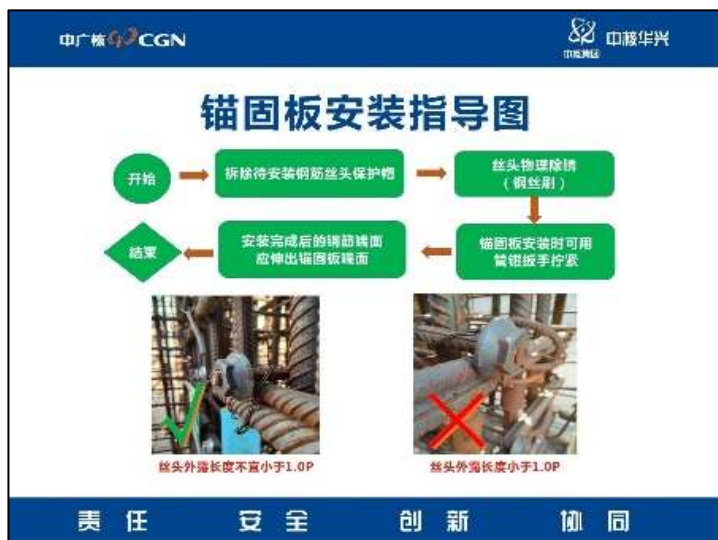 中广核 CGN
中核集团
中核华兴
锚固板安装指导图
开始
拆除待安装钢筋丝头保护帽
丝头物理除锈
（钢丝刷）
锚固板安装时可用
管钳扳手拧紧
安装完成后的钢筋端面
应伸出锚固板端面
结束
丝头外露长度不宜小于1.0P
丝头外露长度小于1.0P
责任 安全 创新 协同